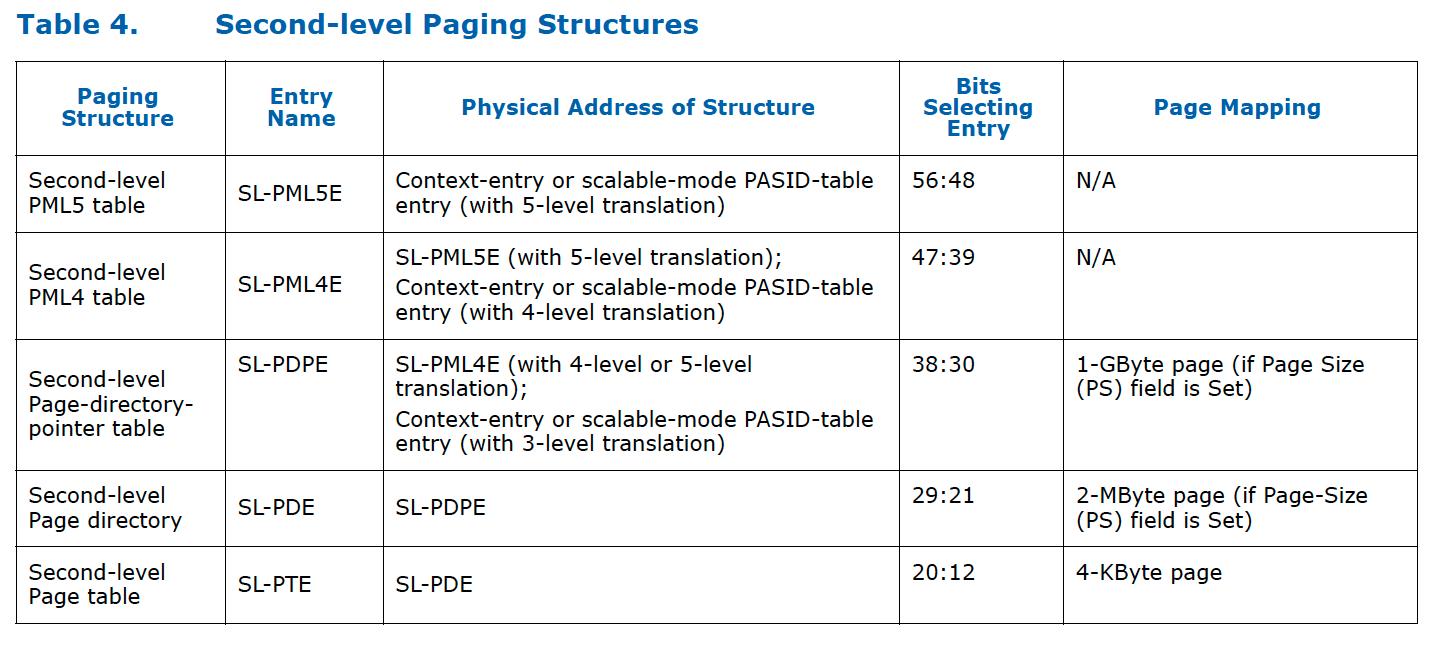 Table 4. Second-level Paging Structures
Paging
Structure
Entry
Name
Physical Address of Structure
Bits
Selecting
Entry
Page Mapping
Second-level
PML5 table
SL-PML5E
Context-entry or scalable-mode PASID-table
entry (with 5-level translation)
56:48
N/A
Second-level
PML4 table
SL-PML4E
SL-PML5E (with 5-level translation);
Context-entry or scalable-mode PASID-table
entry (with 4-level translation)
47:39
N/A
Second-level
Page-directory-
pointer table
SL-PDPE
SL-PML4E (with 4-level or 5-level
translation);
Context-entry or scalable-mode PASID-table
entry (with 3-level translation)
38:30
1-GByte page (if Page Size
(PS) field is Set)
Second-level
Page directory
SL-PDE
SL-PDPE
29:21
2-MByte page (if Page-Size
(PS) field is Set)
Second-level
Page table
SL-PTE
SL-PDE
20:12
4-KByte page